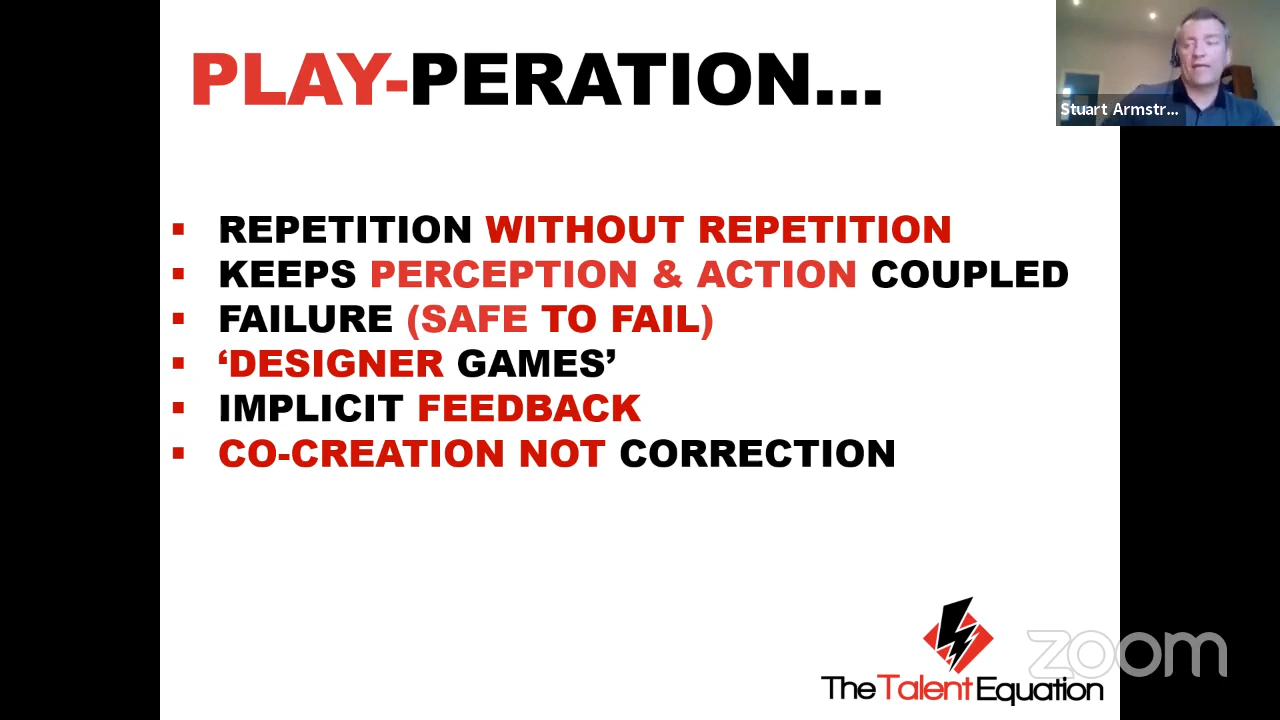 PLAY-PERATION...
Stuart Armstr...
▪ REPETITION WITHOUT REPETITION
▪ KEEPS PERCEPTION & ACTION COUPLED
▪ FAILURE (SAFE TO FAIL)
▪ ‘DESIGNER GAMES’
▪ IMPLICIT FEEDBACK
▪ CO-CREATION NOT CORRECTION
zoom
The Talent Equation